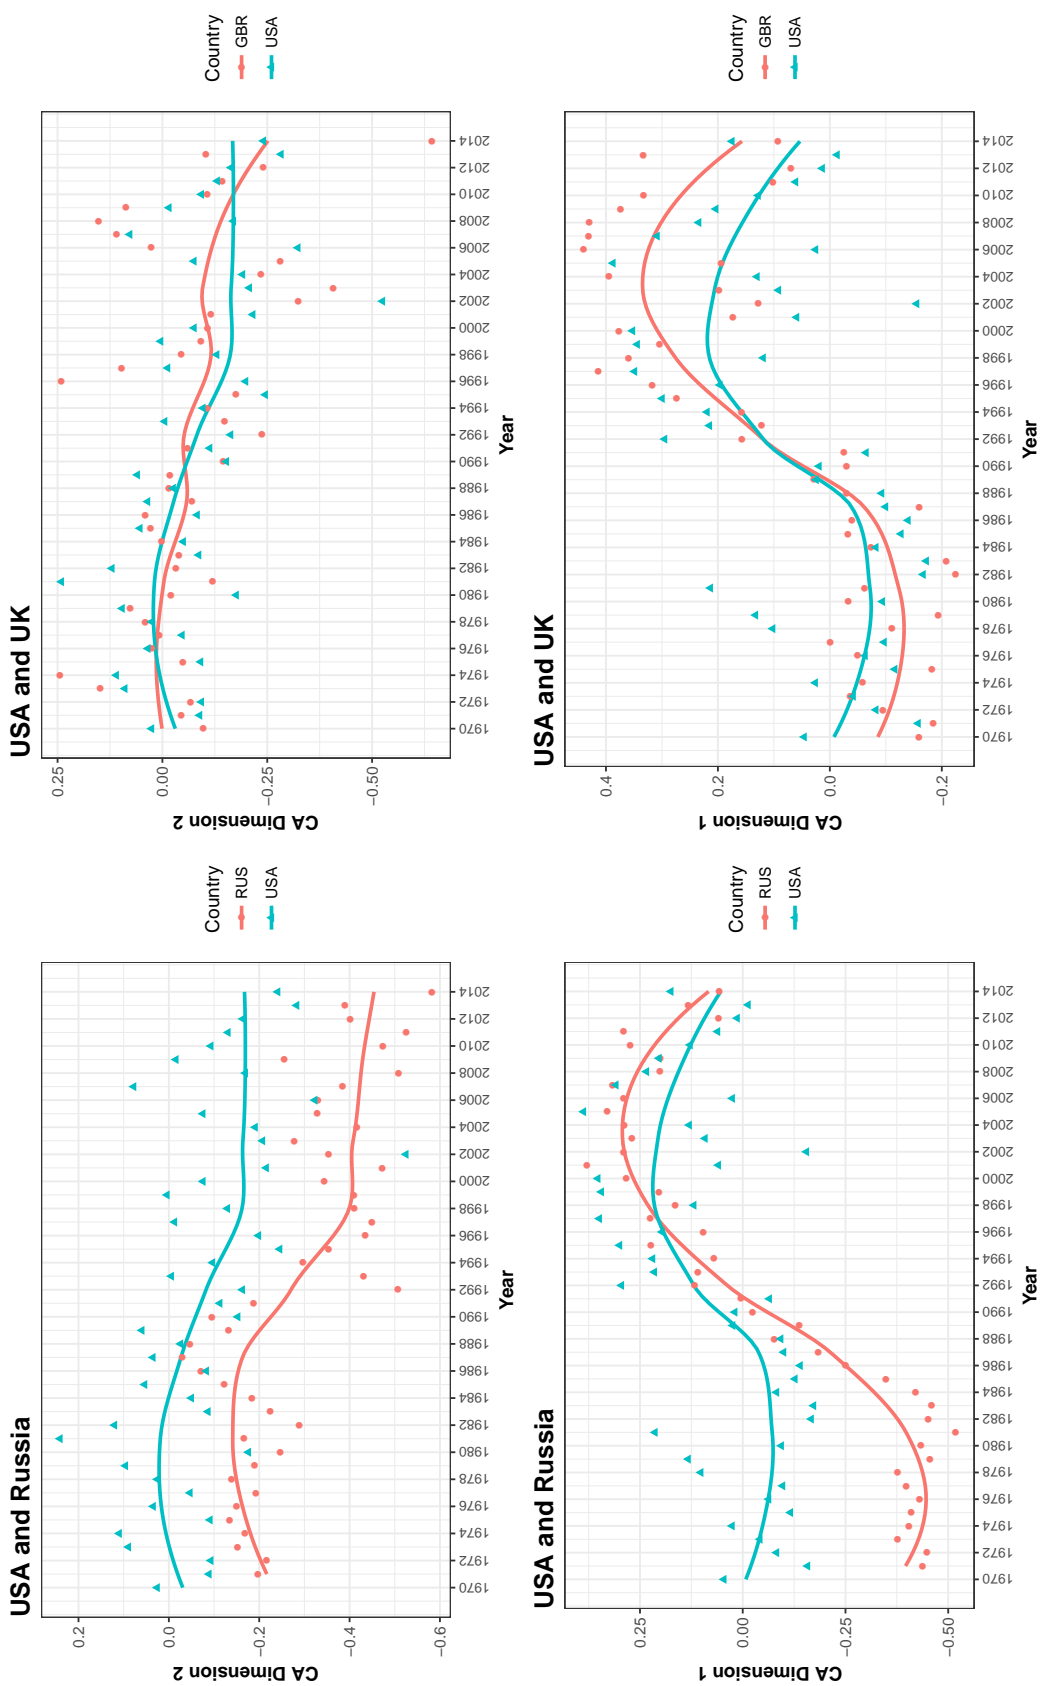 USA and Russia
CA Dimension 2
0.2
0.0
−0.2
−0.4
−0.6
1970 1972 1974 1976 1978 1980 1982 1984 1986 1988 1990 1992 1994 1996 1998 2000 2002 2004 2006 2008 2010 2012 2014
Year
Country
RUS
USA
USA and UK
CA Dimension 2
0.25
0.00
−0.25
−0.50
1970 1972 1974 1976 1978 1980 1982 1984 1986 1988 1990 1992 1994 1996 1998 2000 2002 2004 2006 2008 2010 2012 2014
Year
Country
GBR
USA
USA and Russia
CA Dimension 1
0.25
0.00
−0.25
−0.50
1970 1972 1974 1976 1978 1980 1982 1984 1986 1988 1990 1992 1994 1996 1998 2000 2002 2004 2006 2008 2010 2012 2014
Year
Country
RUS
USA
USA and UK
CA Dimension 1
0.4
0.2
0.0
−0.2
1970 1972 1974 1976 1978 1980 1982 1984 1986 1988 1990 1992 1994 1996 1998 2000 2002 2004 2006 2008 2010 2012 2014
Year
Country
GBR
USA